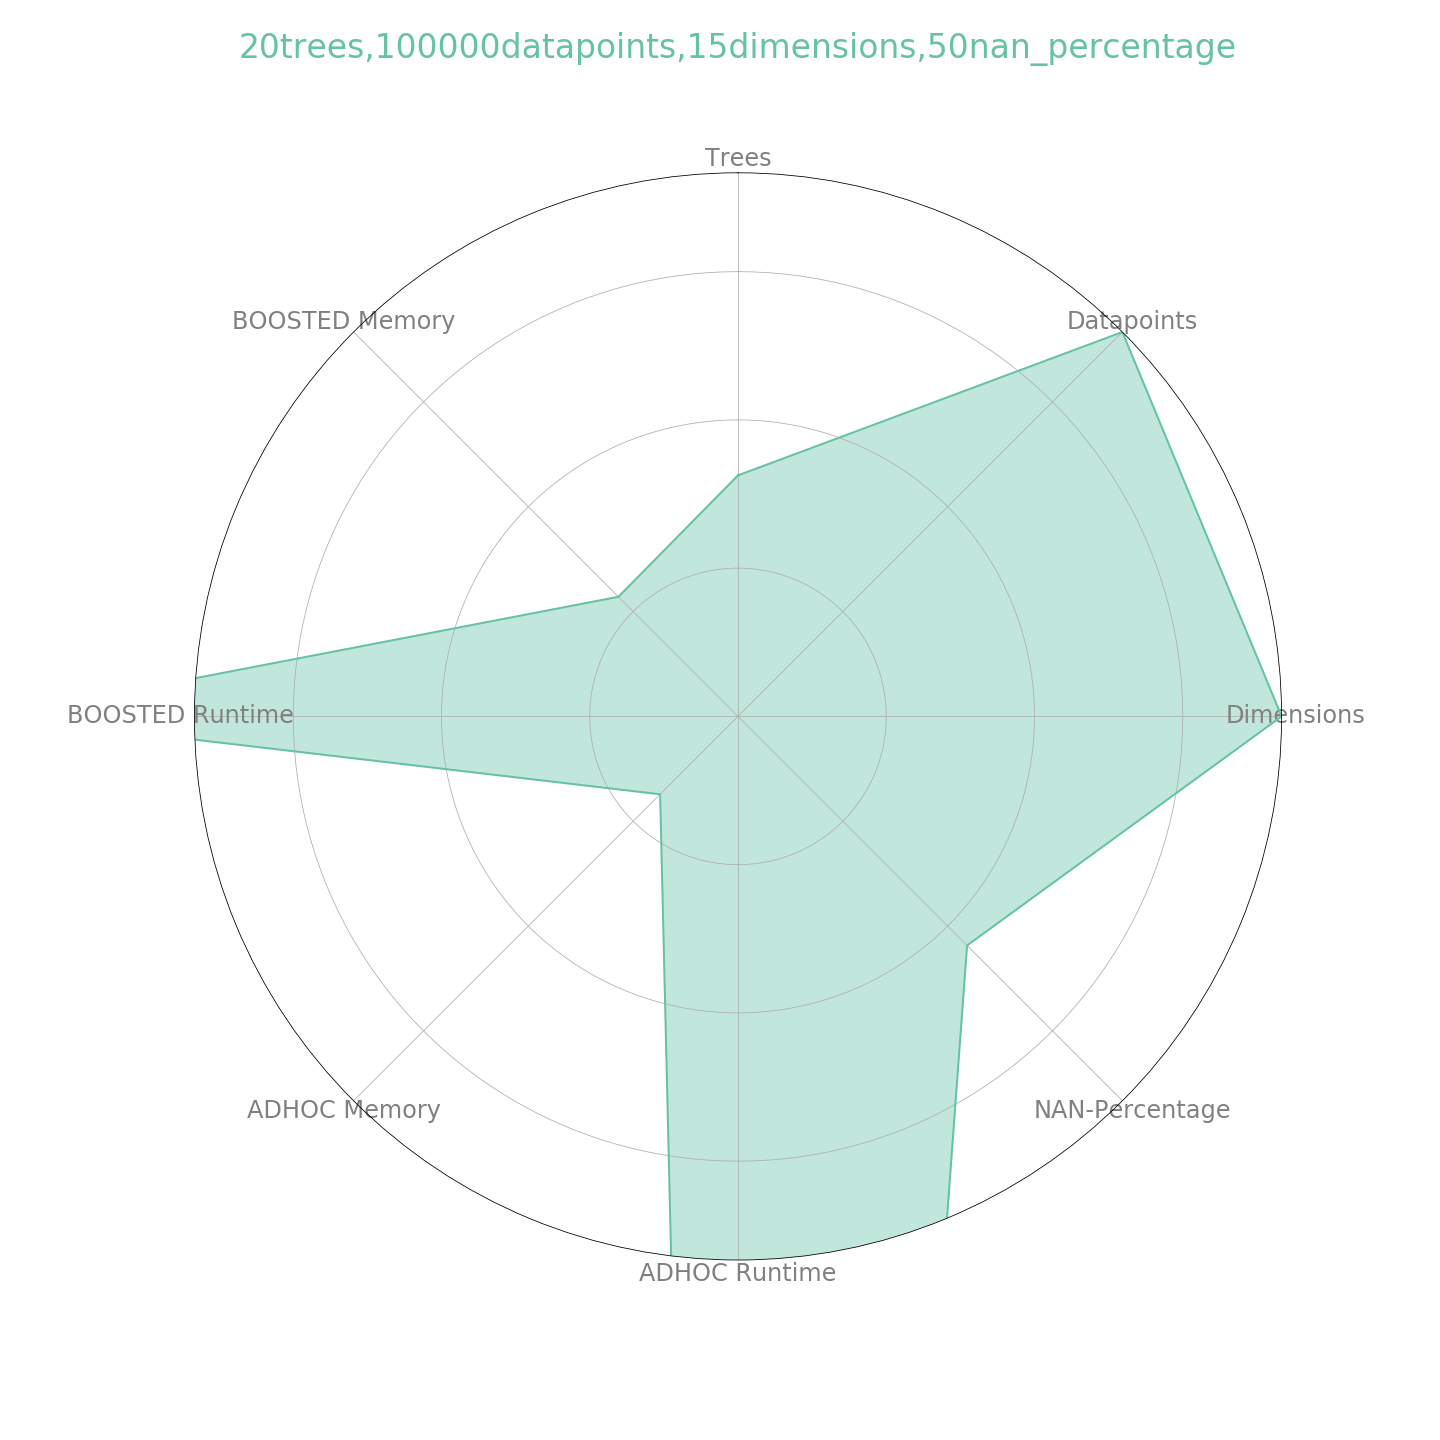 20trees,100000datapoints,15dimensions,50nan_percentage
Trees
BOOSTED Memory
Datapoints
BOOSTED Runtime
Dimensions
ADHOC Memory
NAN-Percentage
ADHOC Runtime